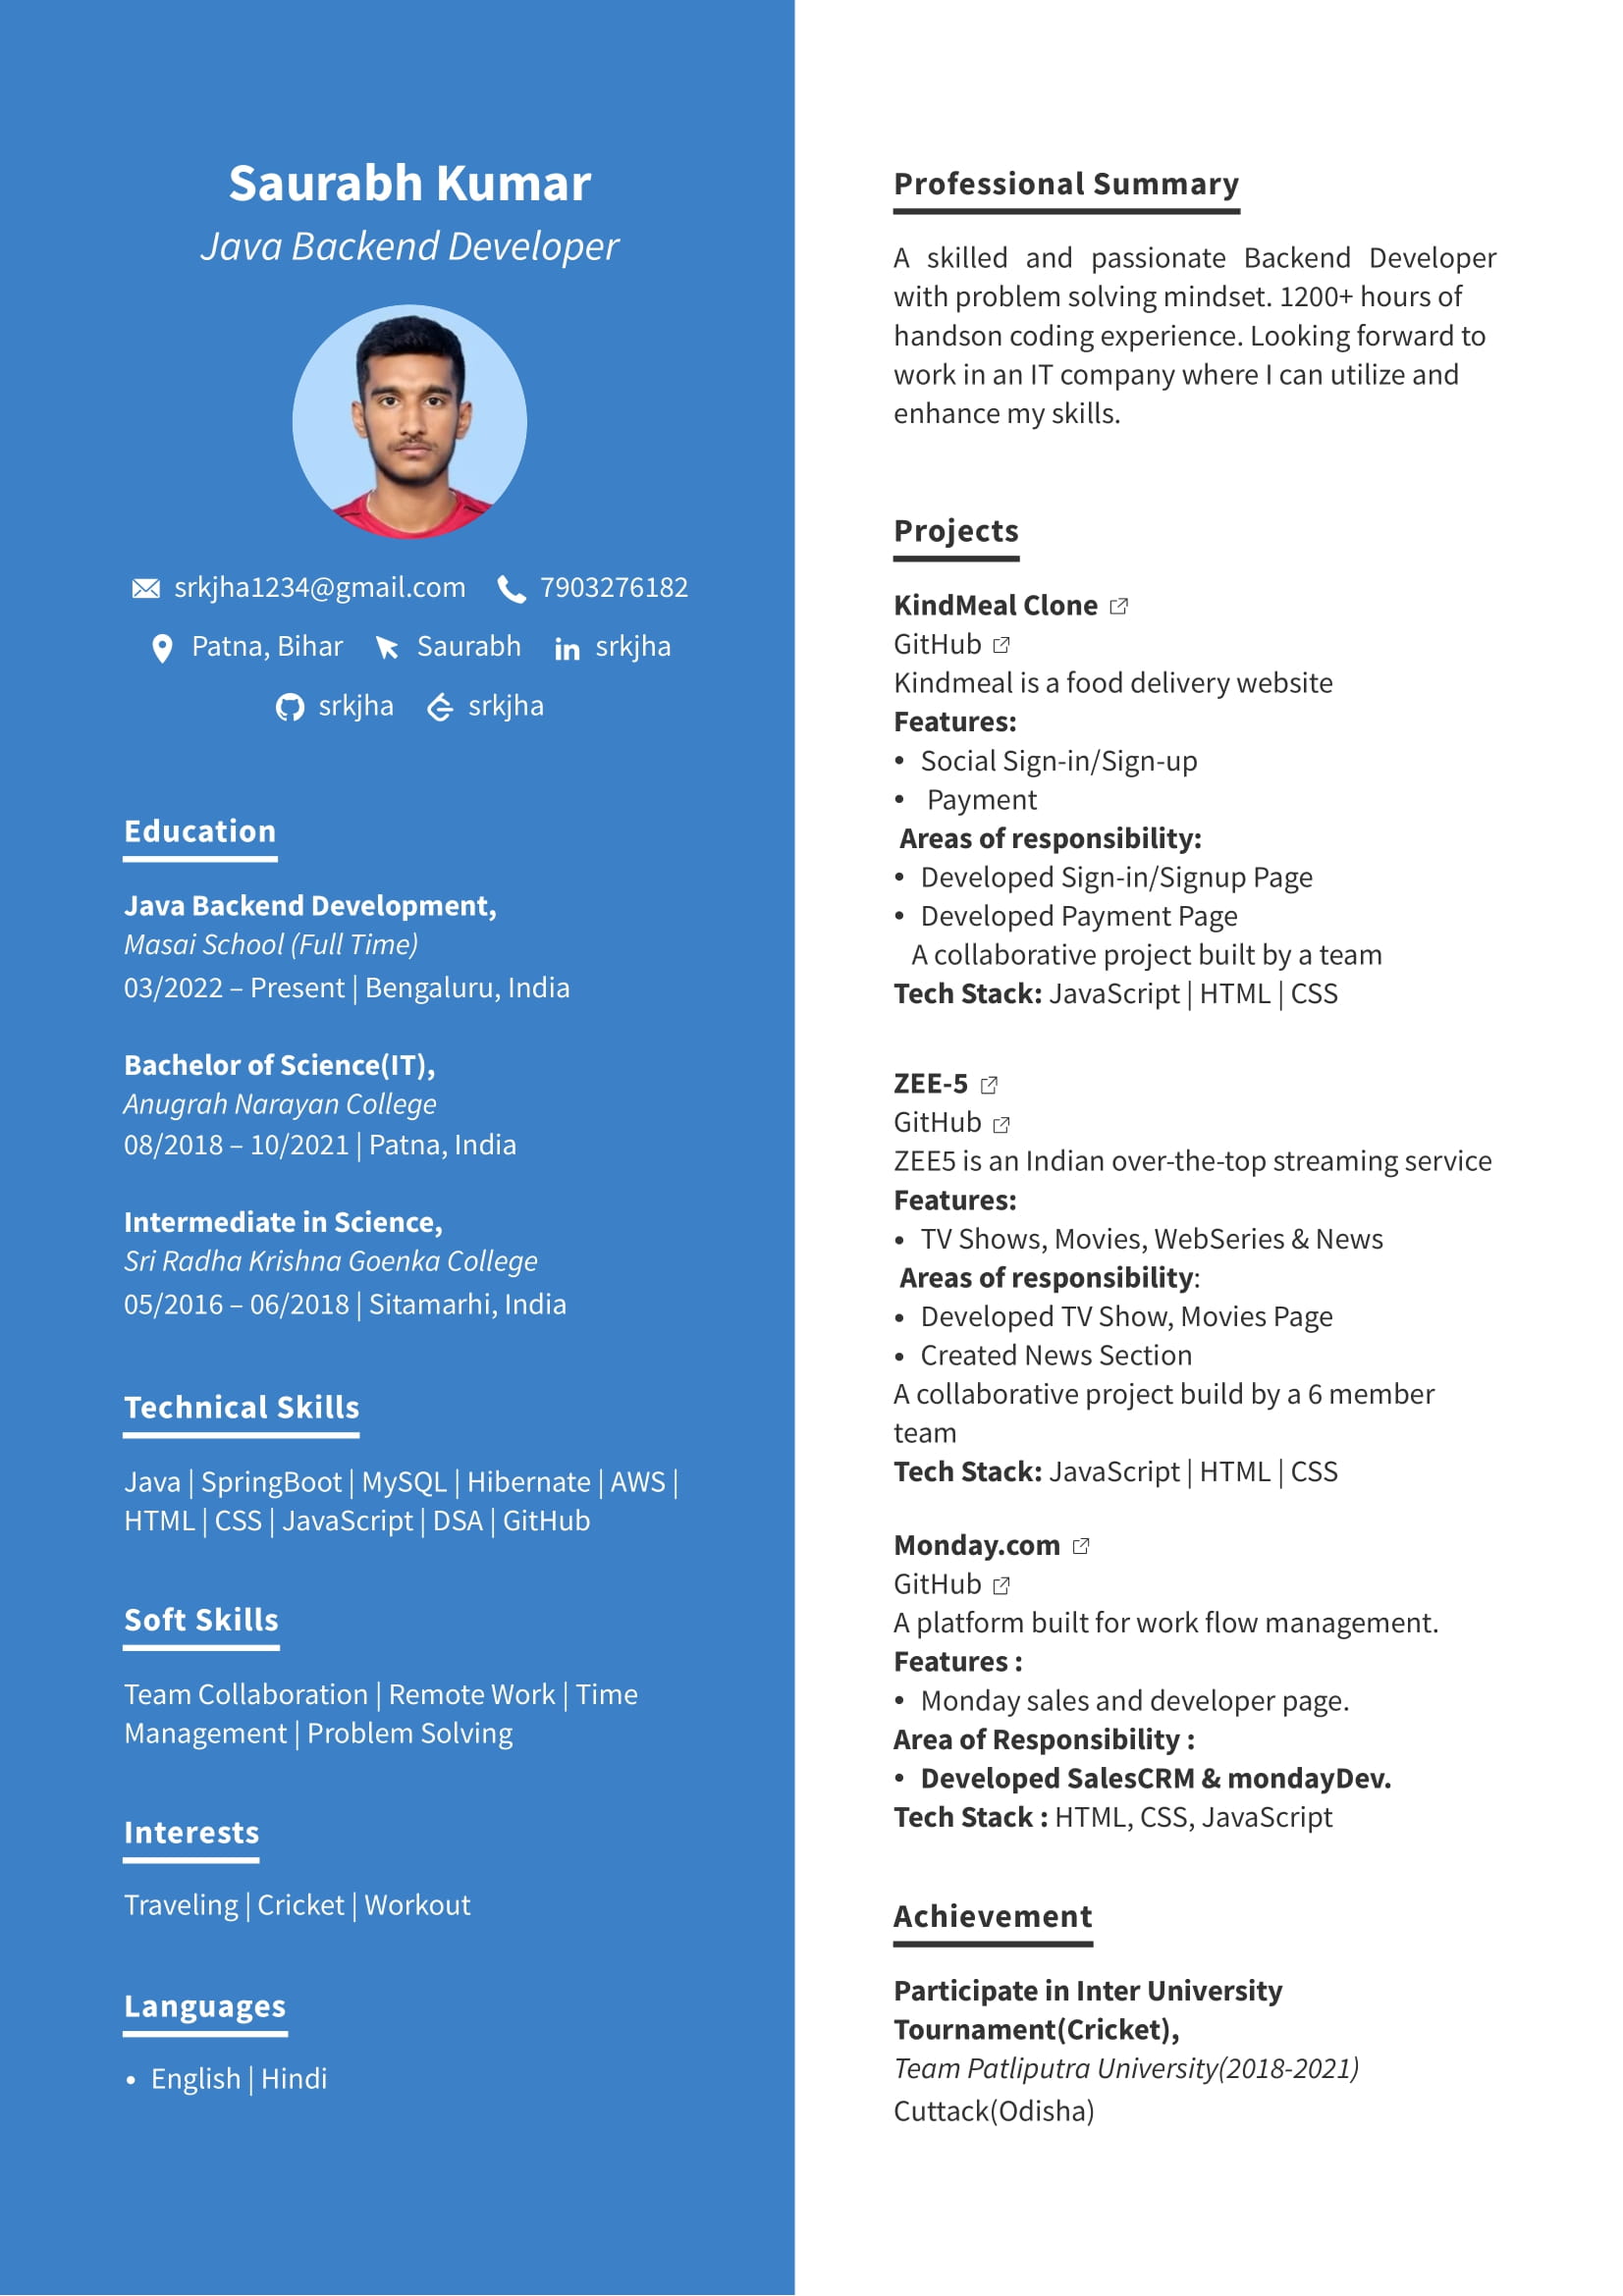 Saurabh Kumar
Java Backend Developer
srkjha1234@gmail.com 7903276182
Patna, Bihar Saurabh in srkjha
srkjha srkjha
Education
Java Backend Development,
Masai School (Full Time)
03/2022 – Present | Bengaluru, India
Bachelor of Science(IT),
Anugrah Narayan College
08/2018 – 10/2021 | Patna, India
Intermediate in Science,
Sri Radha Krishna Goenka College
05/2016 – 06/2018 | Sitamarhi, India
Technical Skills
Java | SpringBoot | MySQL | Hibernate | AWS |
HTML | CSS | JavaScript | DSA | GitHub
Soft Skills
Team Collaboration | Remote Work | Time
Management | Problem Solving
Interests
Traveling | Cricket | Workout
Languages
• English | Hindi
Professional Summary
A skilled and passionate Backend Developer
with problem solving mindset. 1200+ hours of
handson coding experience. Looking forward to
work in an IT company where I can utilize and
enhance my skills.
Projects
KindMeal Clone
GitHub
Kindmeal is a food delivery website
Features:
• Social Sign-in/Sign-up
• Payment
Areas of responsibility:
• Developed Sign-in/Signup Page
• Developed Payment Page
A collaborative project built by a team
Tech Stack: JavaScript | HTML | CSS
ZEE-5
GitHub
ZEE5 is an Indian over-the-top streaming service
Features:
• TV Shows, Movies, WebSeries & News
Areas of responsibility:
• Developed TV Show, Movies Page
• Created News Section
A collaborative project build by a 6 member
team
Tech Stack: JavaScript | HTML | CSS
Monday.com
GitHub
A platform built for work flow management.
Features :
• Monday sales and developer page.
Area of Responsibility :
• Developed SalesCRM & mondayDev.
Tech Stack : HTML, CSS, JavaScript
Achievement
Participate in Inter University
Tournament(Cricket),
Team Patliputra University(2018-2021)
Cuttack(Odisha)